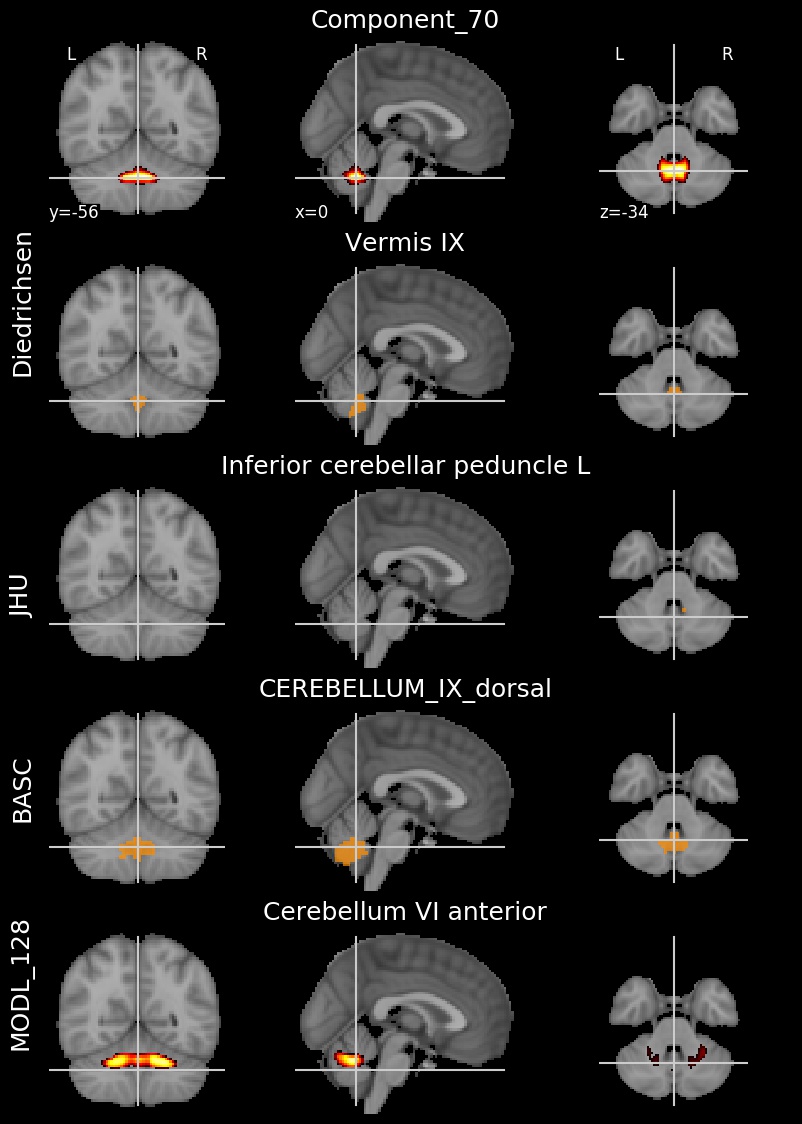 Component_70
L
R
L
R
y=-56
x=0
z=-34
Diedrichsen
Vermis IX
JHU
Inferior cerebellar peduncle L
BASC
CEREBELLUM_IX_dorsal
MODL_128
Cerebellum VI anterior